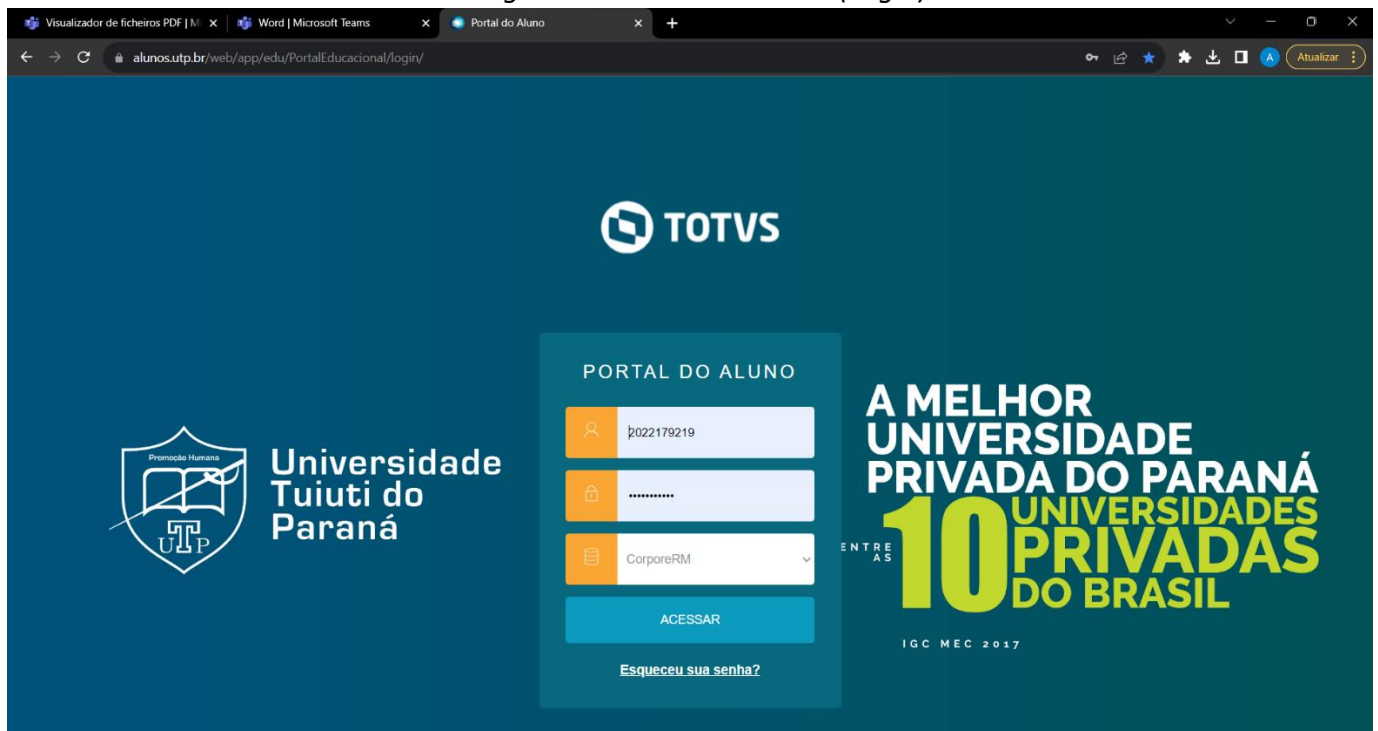 Visualizador de ficheiros PDF | M
Word | Microsoft Teams
Portal do Aluno
alunos.utp.br/web/app/edu/PortalEducacional/login/
A
Atualizar
TOTVS
PORTAL DO ALUNO
2022179219
•••••••••••
CorporeRM
ACESSAR
Esqueceu sua senha?
Promoção Humana
UTP
Universidade
Tuiuti do
Paraná
A MELHOR
UNIVERSIDADE
PRIVADA DO PARANÁ
ENTRE
AS
10
UNIVERSIDADES
PRIVADAS
DO BRASIL
IGC MEC 2017